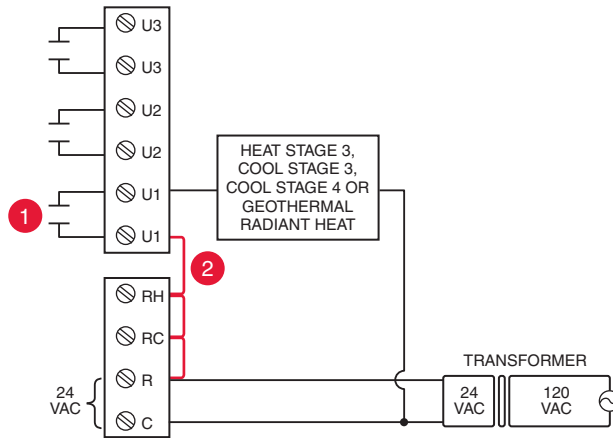 U3
U3
U2
U2
U1
U1
1
2
HEAT STAGE 3,
COOL STAGE 3,
COOL STAGE 4 OR
GEOTHERMAL
RADIANT HEAT
RH
RC
R
C
24
VAC
TRANSFORMER
24
VAC
120
VAC